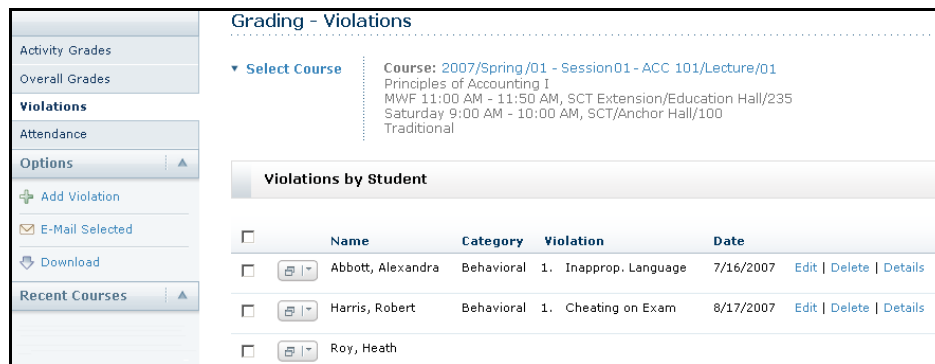 Grading - Violations
Activity Grades
Overall Grades
Violations
Attendance
Options
Add Violation
E-Mail Selected
Download
Recent Courses
Select Course
Course: 2007/Spring/01 - Session01 - ACC 101/Lecture/01
Principles of Accounting I
MWF 11:00 AM - 11:50 AM, SCT Extension/Education Hall/235
Saturday 9:00 AM - 10:00 AM, SCT/Anchor Hall/100
Traditional
Violations by Student
Name Category Violation Date
Abbott, Alexandra Behavioral 1. Inapprop. Language 7/16/2007 Edit | Delete | Details
Harris, Robert Behavioral 1. Cheating on Exam 8/17/2007 Edit | Delete | Details
Roy, Heath